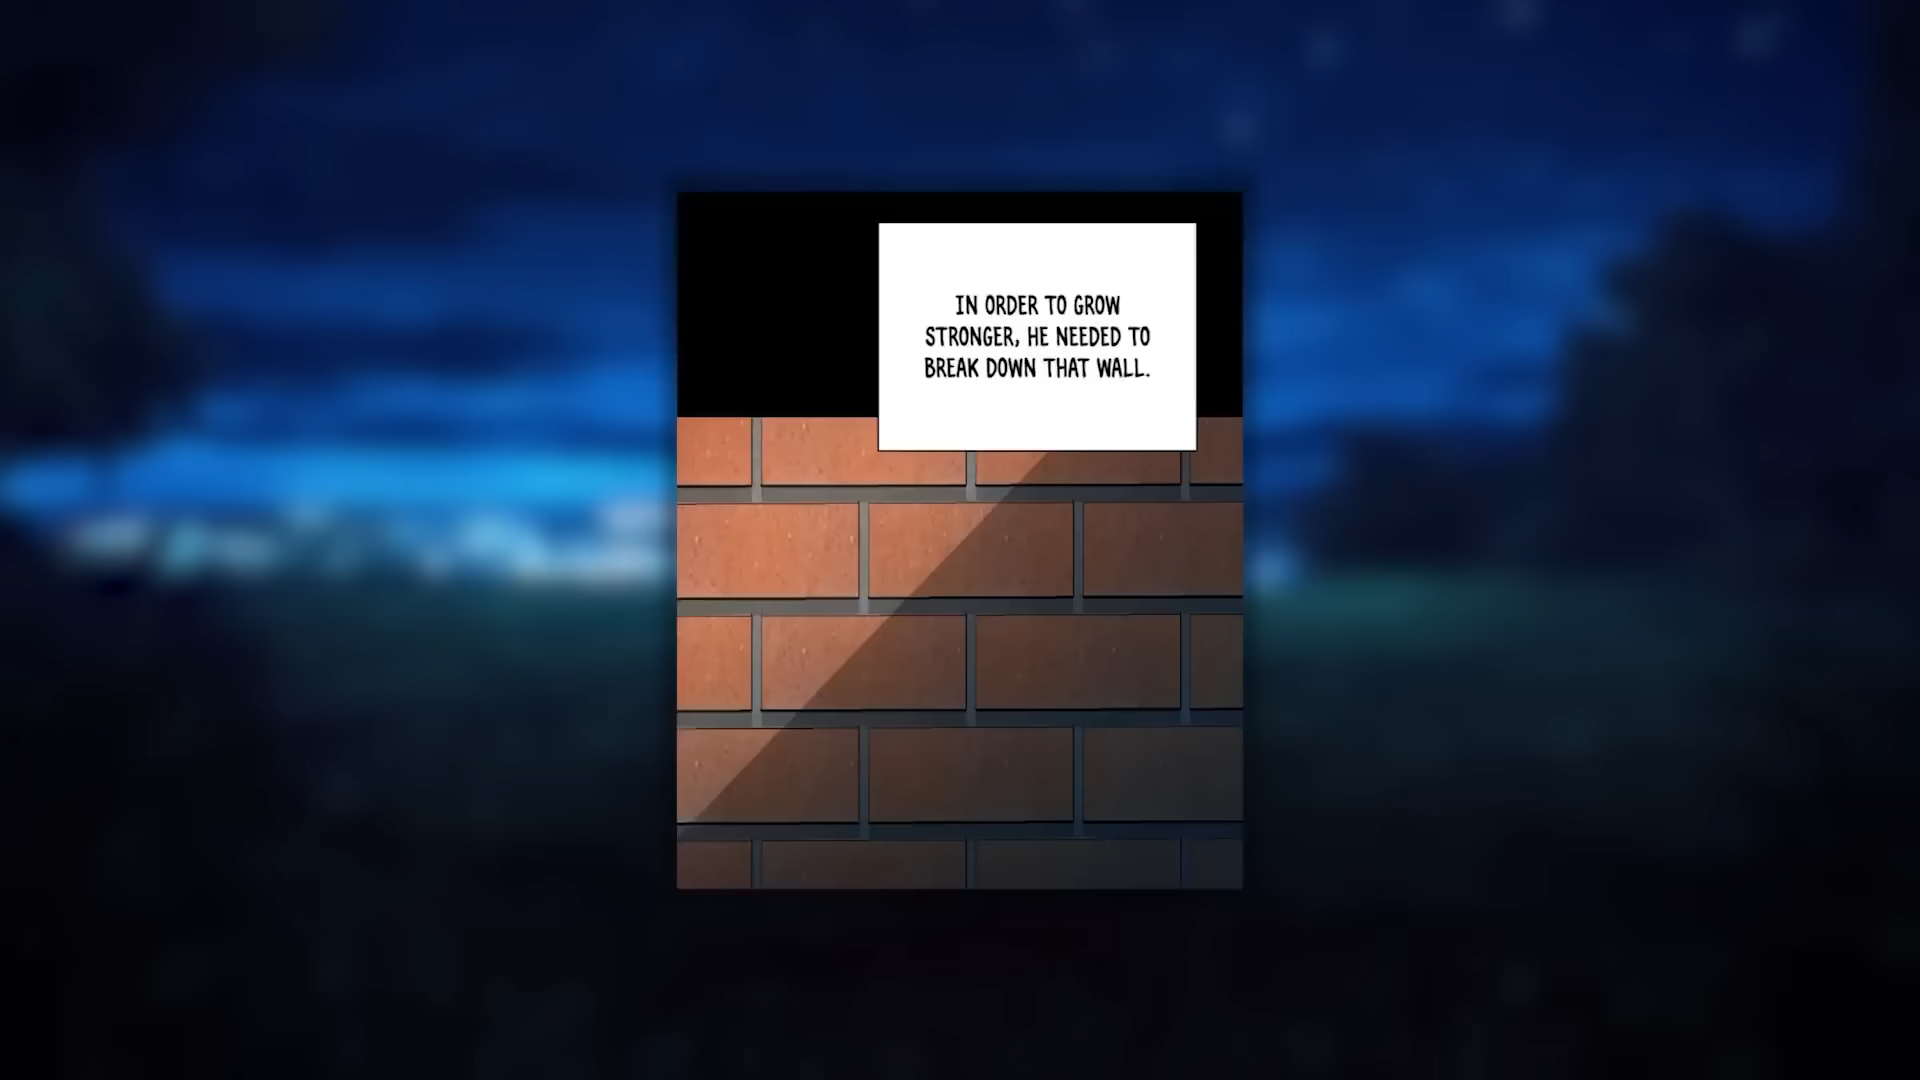 IN ORDER TO GROW
STRONGER, HE NEEDED TO
BREAK DOWN THAT WALL.